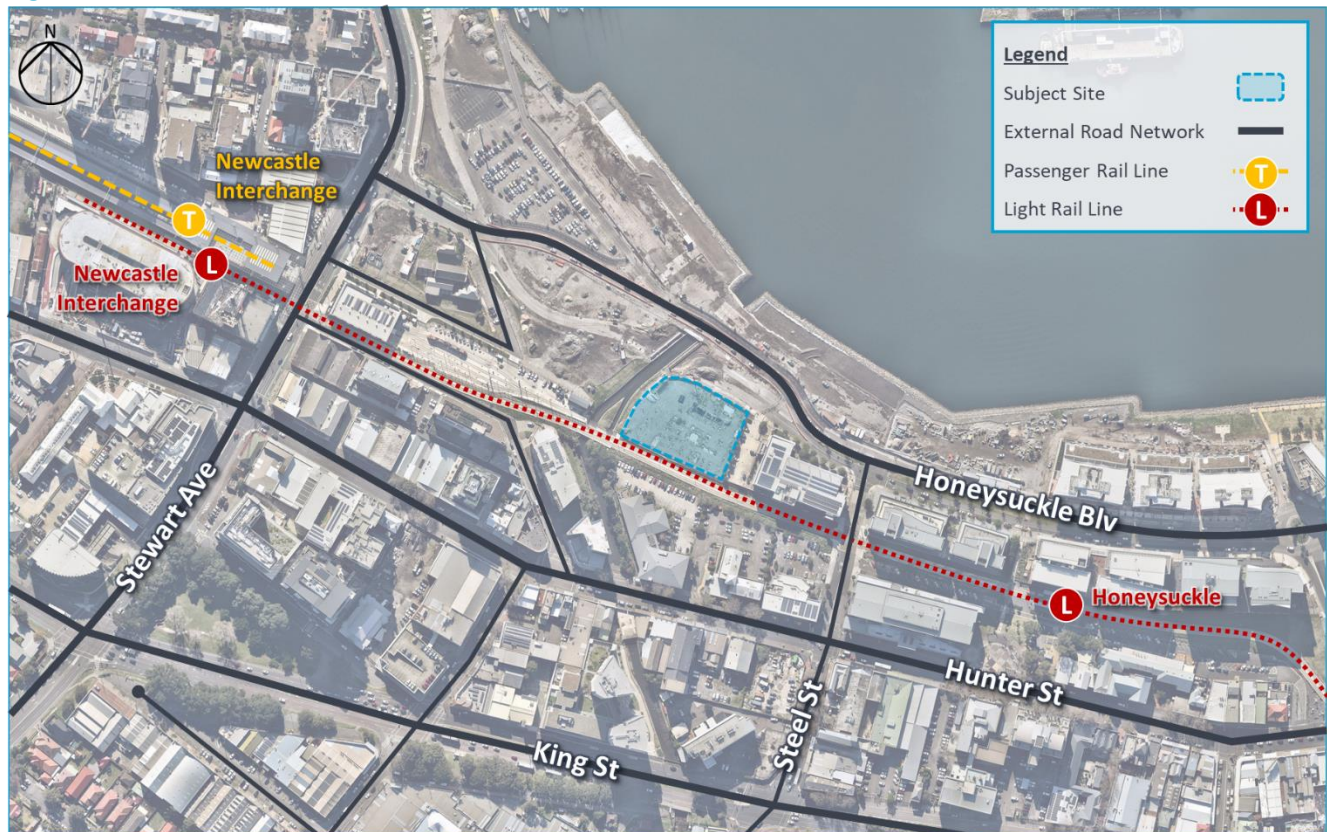 N
Legend
Subject Site
External Road Network
Passenger Rail Line
T
Light Rail Line
L
Newcastle
Interchange
T
L
Newcastle
Interchange
Stewart Ave
Honeysuckle Blv
L
Honeysuckle
Hunter St
Steel St
King St